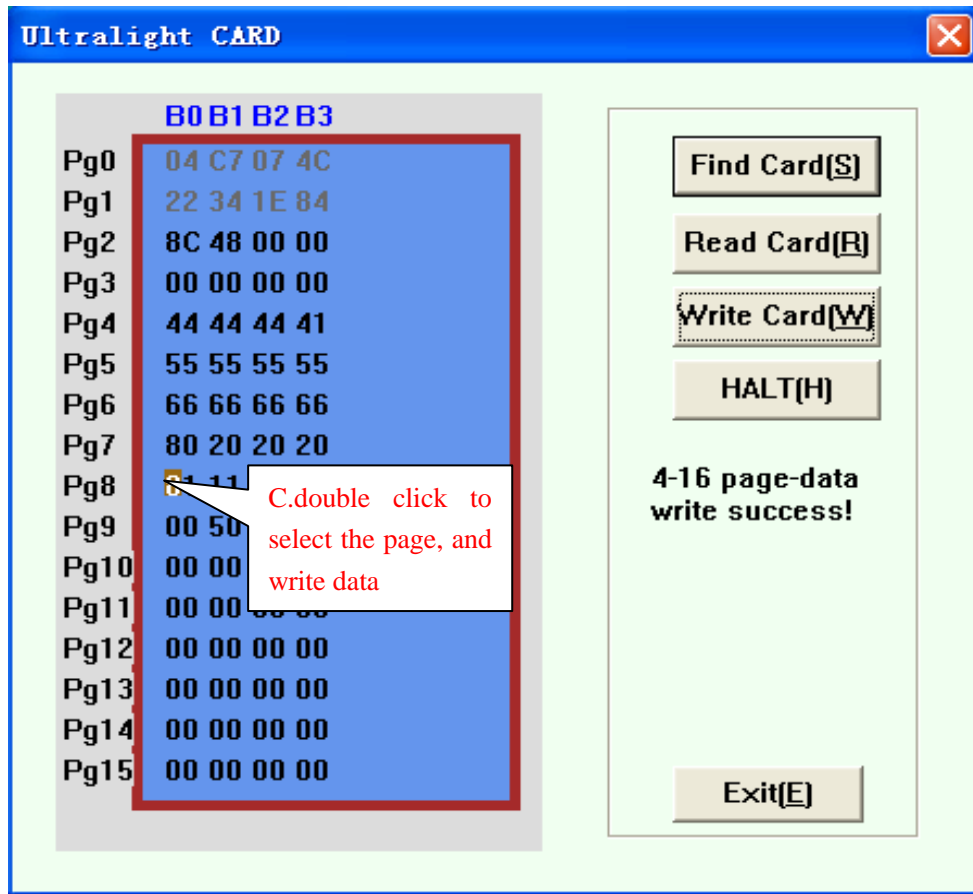 Ultralight CARD
B0 B1 B2 B3
Pg0 04 C7 07 4C
Pg1 22 34 1E 84
Pg2 8C 48 00 00
Pg3 00 00 00 00
Pg4 44 44 44 41
Pg5 55 55 55 55
Pg6 66 66 66 66
Pg7 80 20 20 20
Pg8 11
Pg9 00 50
Pg10 00 00
Pg11 00 00
Pg12 00 00 00 00
Pg13 00 00 00 00
Pg14 00 00 00 00
Pg15 00 00 00 00
C.double click to
select the page, and
write data
Find Card(S)
Read Card(R)
Write Card(W)
HALT(H)
4-16 page-data
write success!
Exit(E)